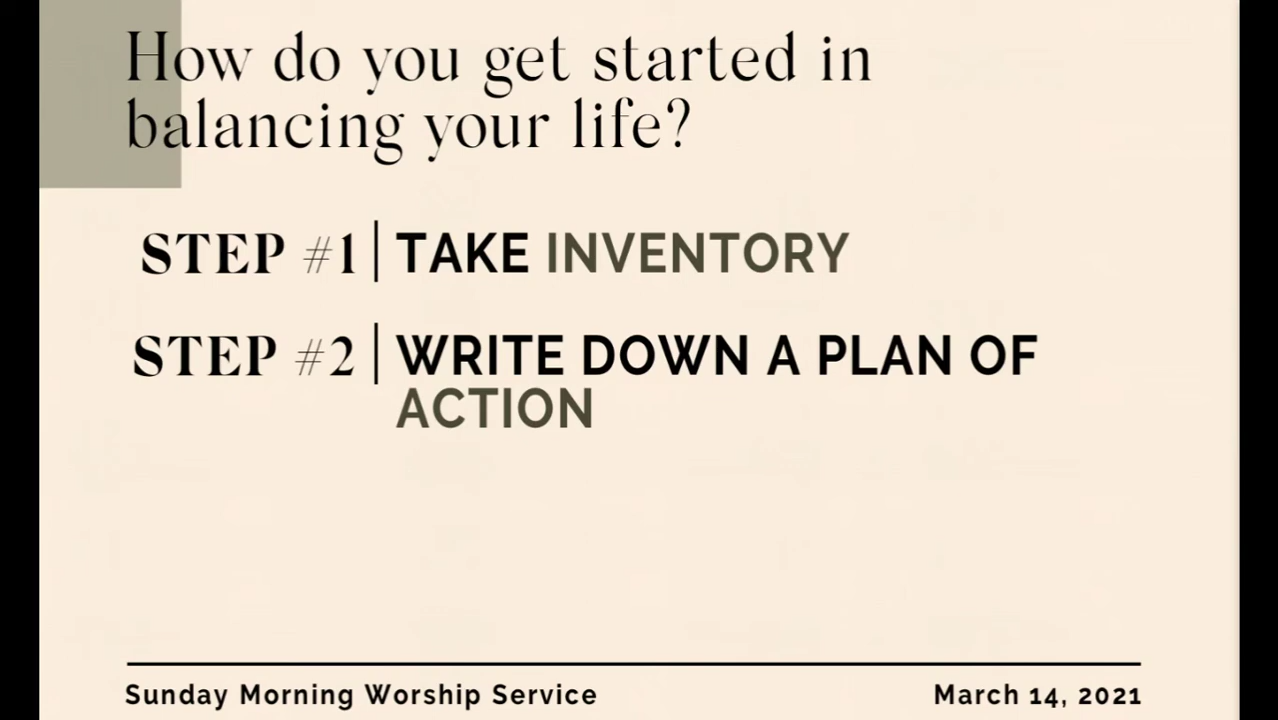 How do you get started in
balancing your life?
STEP #1 | TAKE INVENTORY
STEP #2 | WRITE DOWN A PLAN OF
ACTION
Sunday Morning Worship Service
March 14, 2021